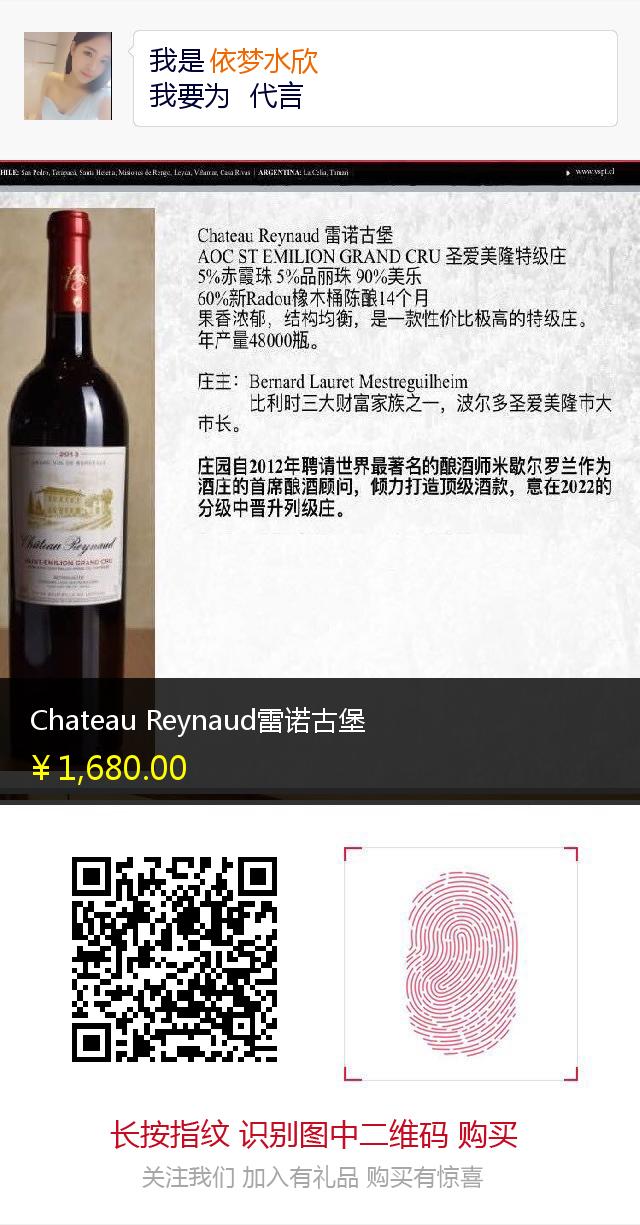 我是 依梦水欣
我要为 代言
HILE: San Pedro, Tarapacá, Santa Helena, Misiones de Rengo, Leyda, Viñamar, Casa Rivas | ARGENTINA: La Celia, Tamarí
www.vspt.cl
Chateau Reynaud 雷诺古堡
AOC ST EMILION GRAND CRU 圣爱美隆特级庄
5%赤霞珠 5%品丽珠 90%美乐
60%新Radou橡木桶陈酿14个月
果香浓郁，结构均衡，是一款性价比极高的特级庄。
年产量48000瓶。
庄主：Bernard Lauret Mestreguilheim
比利时三大财富家族之一，波尔多圣爱美隆市大
市长。
庄园自2012年聘请世界最著名的酿酒师米歇尔罗兰作为
酒庄的首席酿酒顾问，倾力打造顶级酒款，意在2022的
分级中晋升列级庄。
2013
GRAND VIN DE BORDEAUX
Château Reynaud
SAINT-EMILION GRAND CRU
Chateau Reynaud雷诺古堡
￥1,680.00
长按指纹 识别图中二维码 购买
关注我们 加入有礼品 购买有惊喜